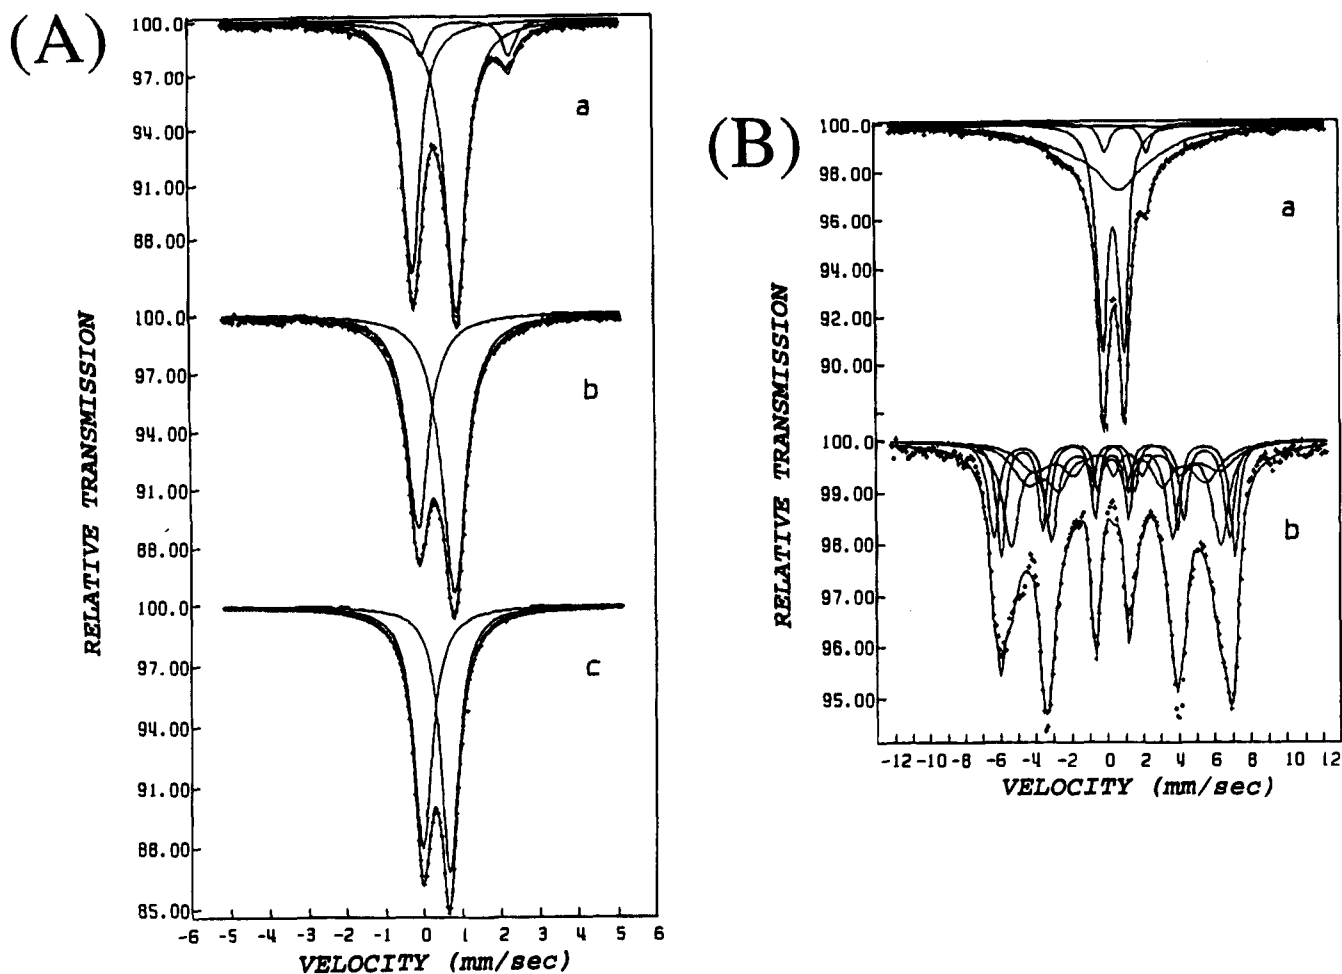 (A)
100.0
97.00
a
94.00
91.00
88.00
100.0
97.00
b
94.00
91.00
88.00
100.0
97.00
c
94.00
91.00
88.00
85.00
-6 -5 -4 -3 -2 -1 0 1 2 3 4 5 6
VELOCITY (mm/sec)
RELATIVE TRANSMISSION
(B)
100.0
98.00
a
96.00
94.00
92.00
90.00
100.0
99.00
b
98.00
97.00
96.00
95.00
-12 -10 -8 -6 -4 -2 0 2 4 6 8 10 12
VELOCITY (mm/sec)
RELATIVE TRANSMISSION